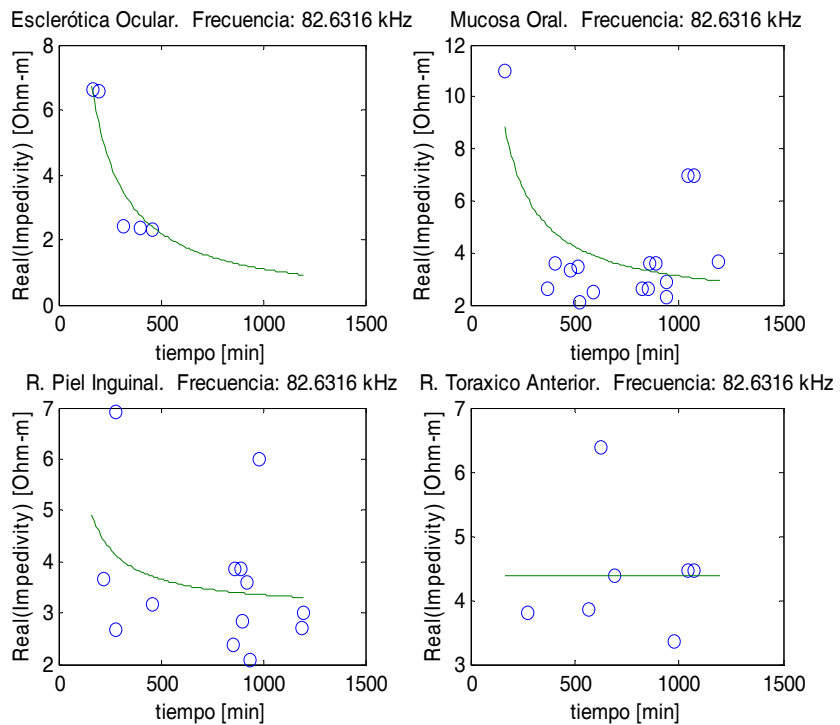 Esclerótica Ocular. Frecuencia: 82.6316 kHz
Real(Impedivity) [Ohm-m]
8
6
4
2
0
0 500 1000 1500
tiempo [min]
Mucosa Oral. Frecuencia: 82.6316 kHz
Real(Impedivity) [Ohm-m]
12
10
8
6
4
2
0 500 1000 1500
tiempo [min]
R. Piel Inguinal. Frecuencia: 82.6316 kHz
Real(Impedivity) [Ohm-m]
7
6
5
4
3
2
0 500 1000 1500
tiempo [min]
R. Toraxico Anterior. Frecuencia: 82.6316 kHz
Real(Impedivity) [Ohm-m]
7
6
5
4
3
0 500 1000 1500
tiempo [min]